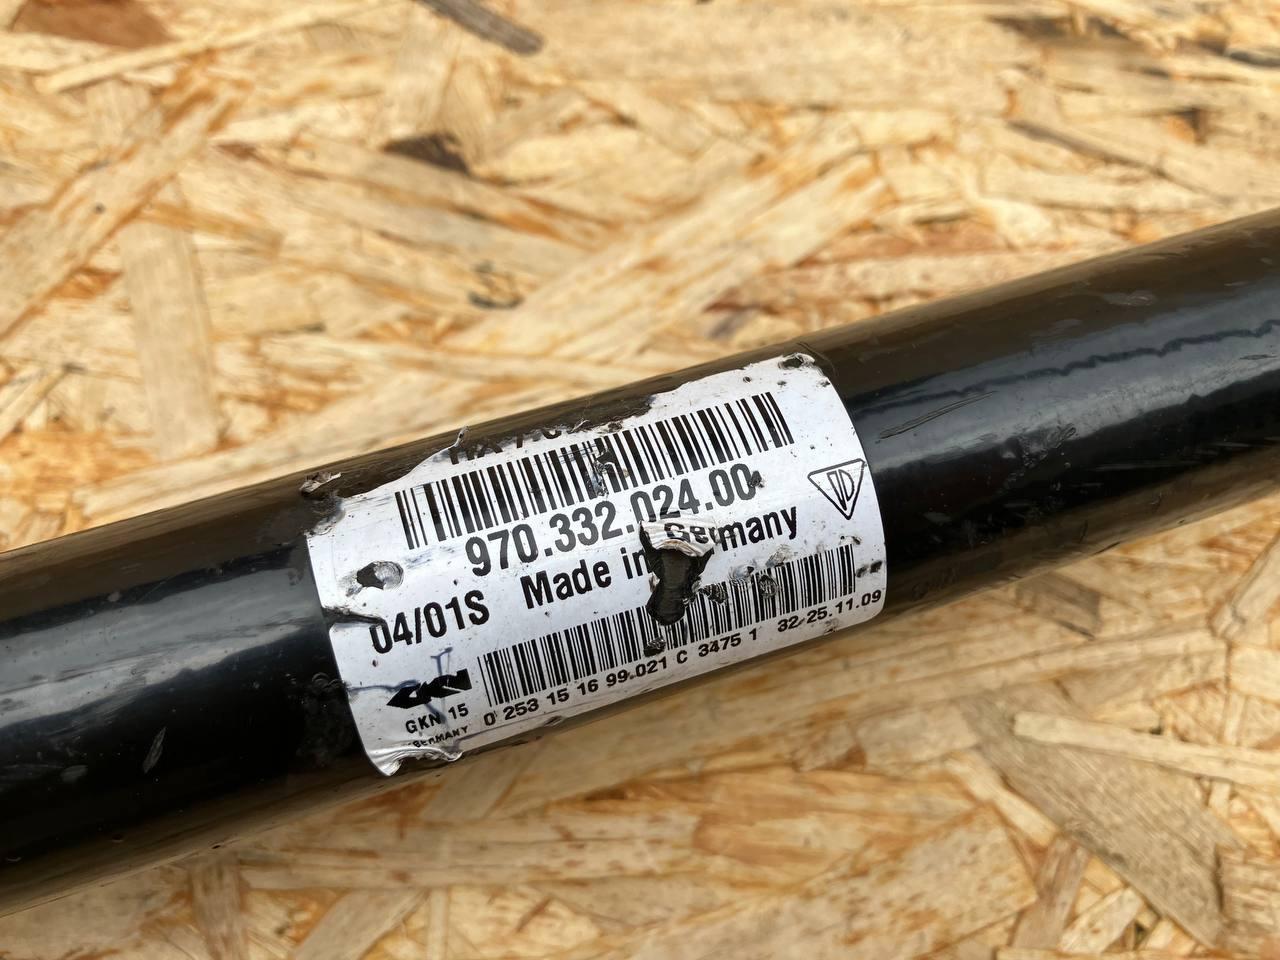 970.332.024.00
04/01S Made in Germany
GKN
GKN 15
GERMANY
0 253 15 16 99.021 C 3475 1 32 25.11.09